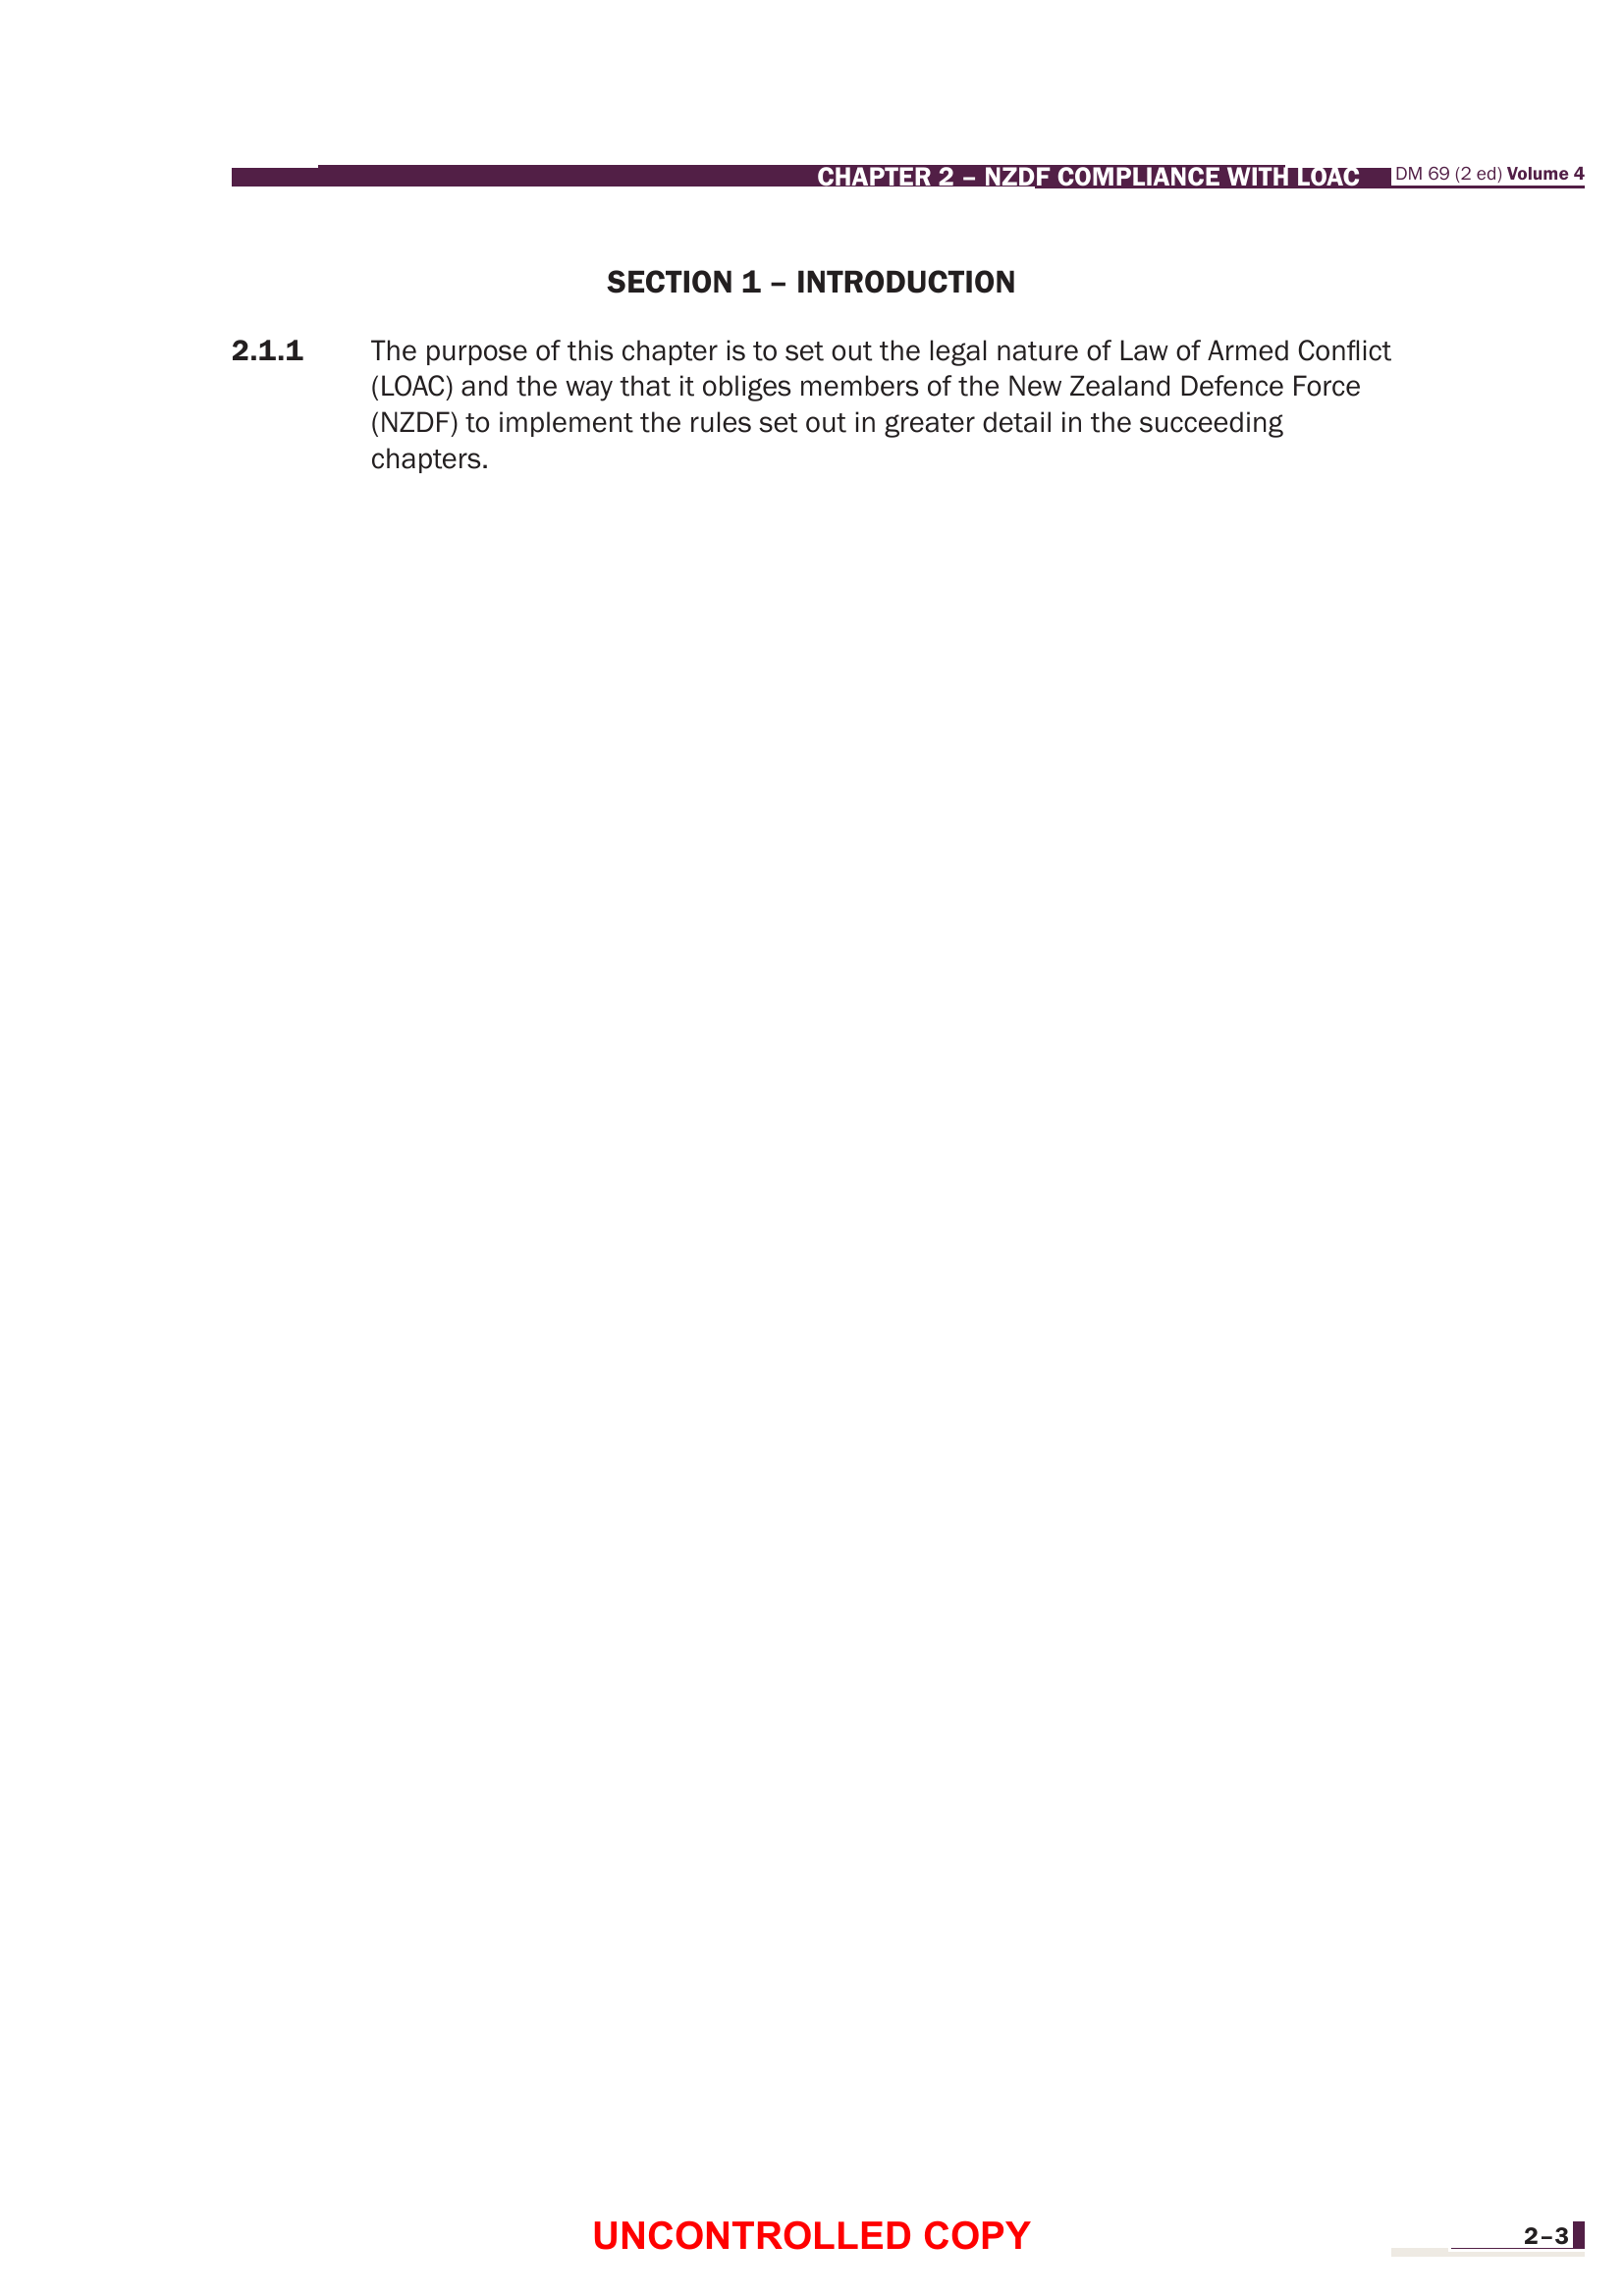 CHAPTER 2 – NZDF COMPLIANCE WITH LOAC DM 69 (2 ed) Volume 4
SECTION 1 – INTRODUCTION
2.1.1 The purpose of this chapter is to set out the legal nature of Law of Armed Conflict
(LOAC) and the way that it obliges members of the New Zealand Defence Force
(NZDF) to implement the rules set out in greater detail in the succeeding
chapters.
UNCONTROLLED COPY
2–3